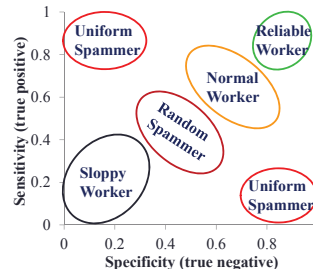 1
0.8
0.6
0.4
0.2
0
Sensitivity (true positive)
Uniform
Spammer
Reliable
Worker
Normal
Worker
Random
Spammer
Sloppy
Worker
Uniform
Spammer
0
0.2
0.4
0.6
0.8
1
Specificity (true negative)